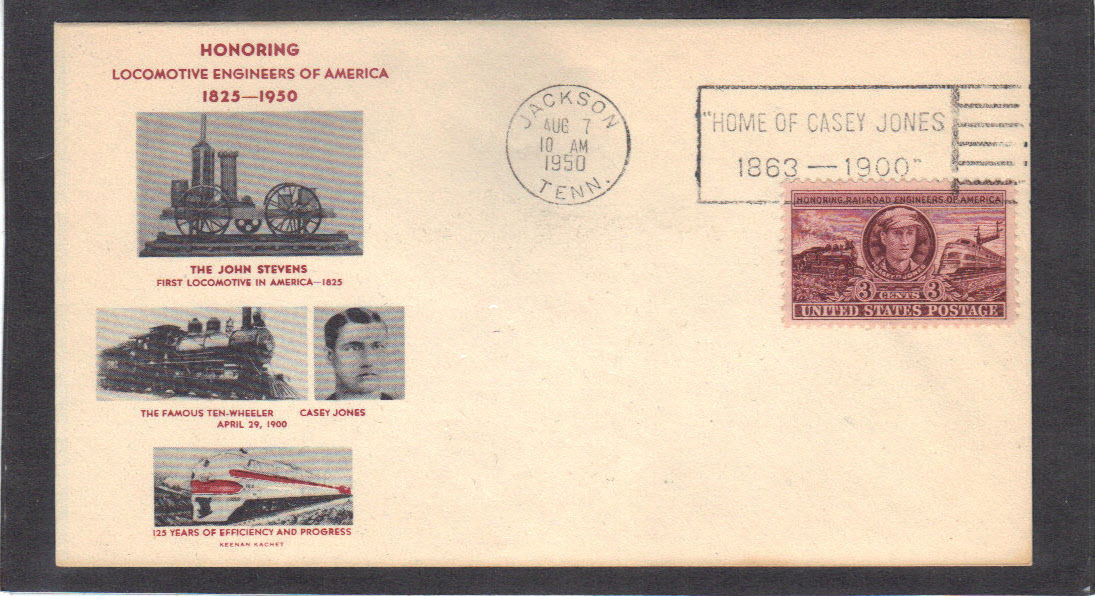 HONORING
LOCOMOTIVE ENGINEERS OF AMERICA
1825—1950
THE JOHN STEVENS
FIRST LOCOMOTIVE IN AMERICA—1825
THE FAMOUS TEN-WHEELER
APRIL 29, 1900
CASEY JONES
125 YEARS OF EFFICIENCY AND PROGRESS
KEENAN KACHET
JACKSON
AUG 7
10 AM
1950
TENN.
"HOME OF CASEY JONES
1863—1900"
HONORING RAILROAD ENGINEERS OF AMERICA
CASEY JONES
3 CENTS 3
UNITED STATES POSTAGE